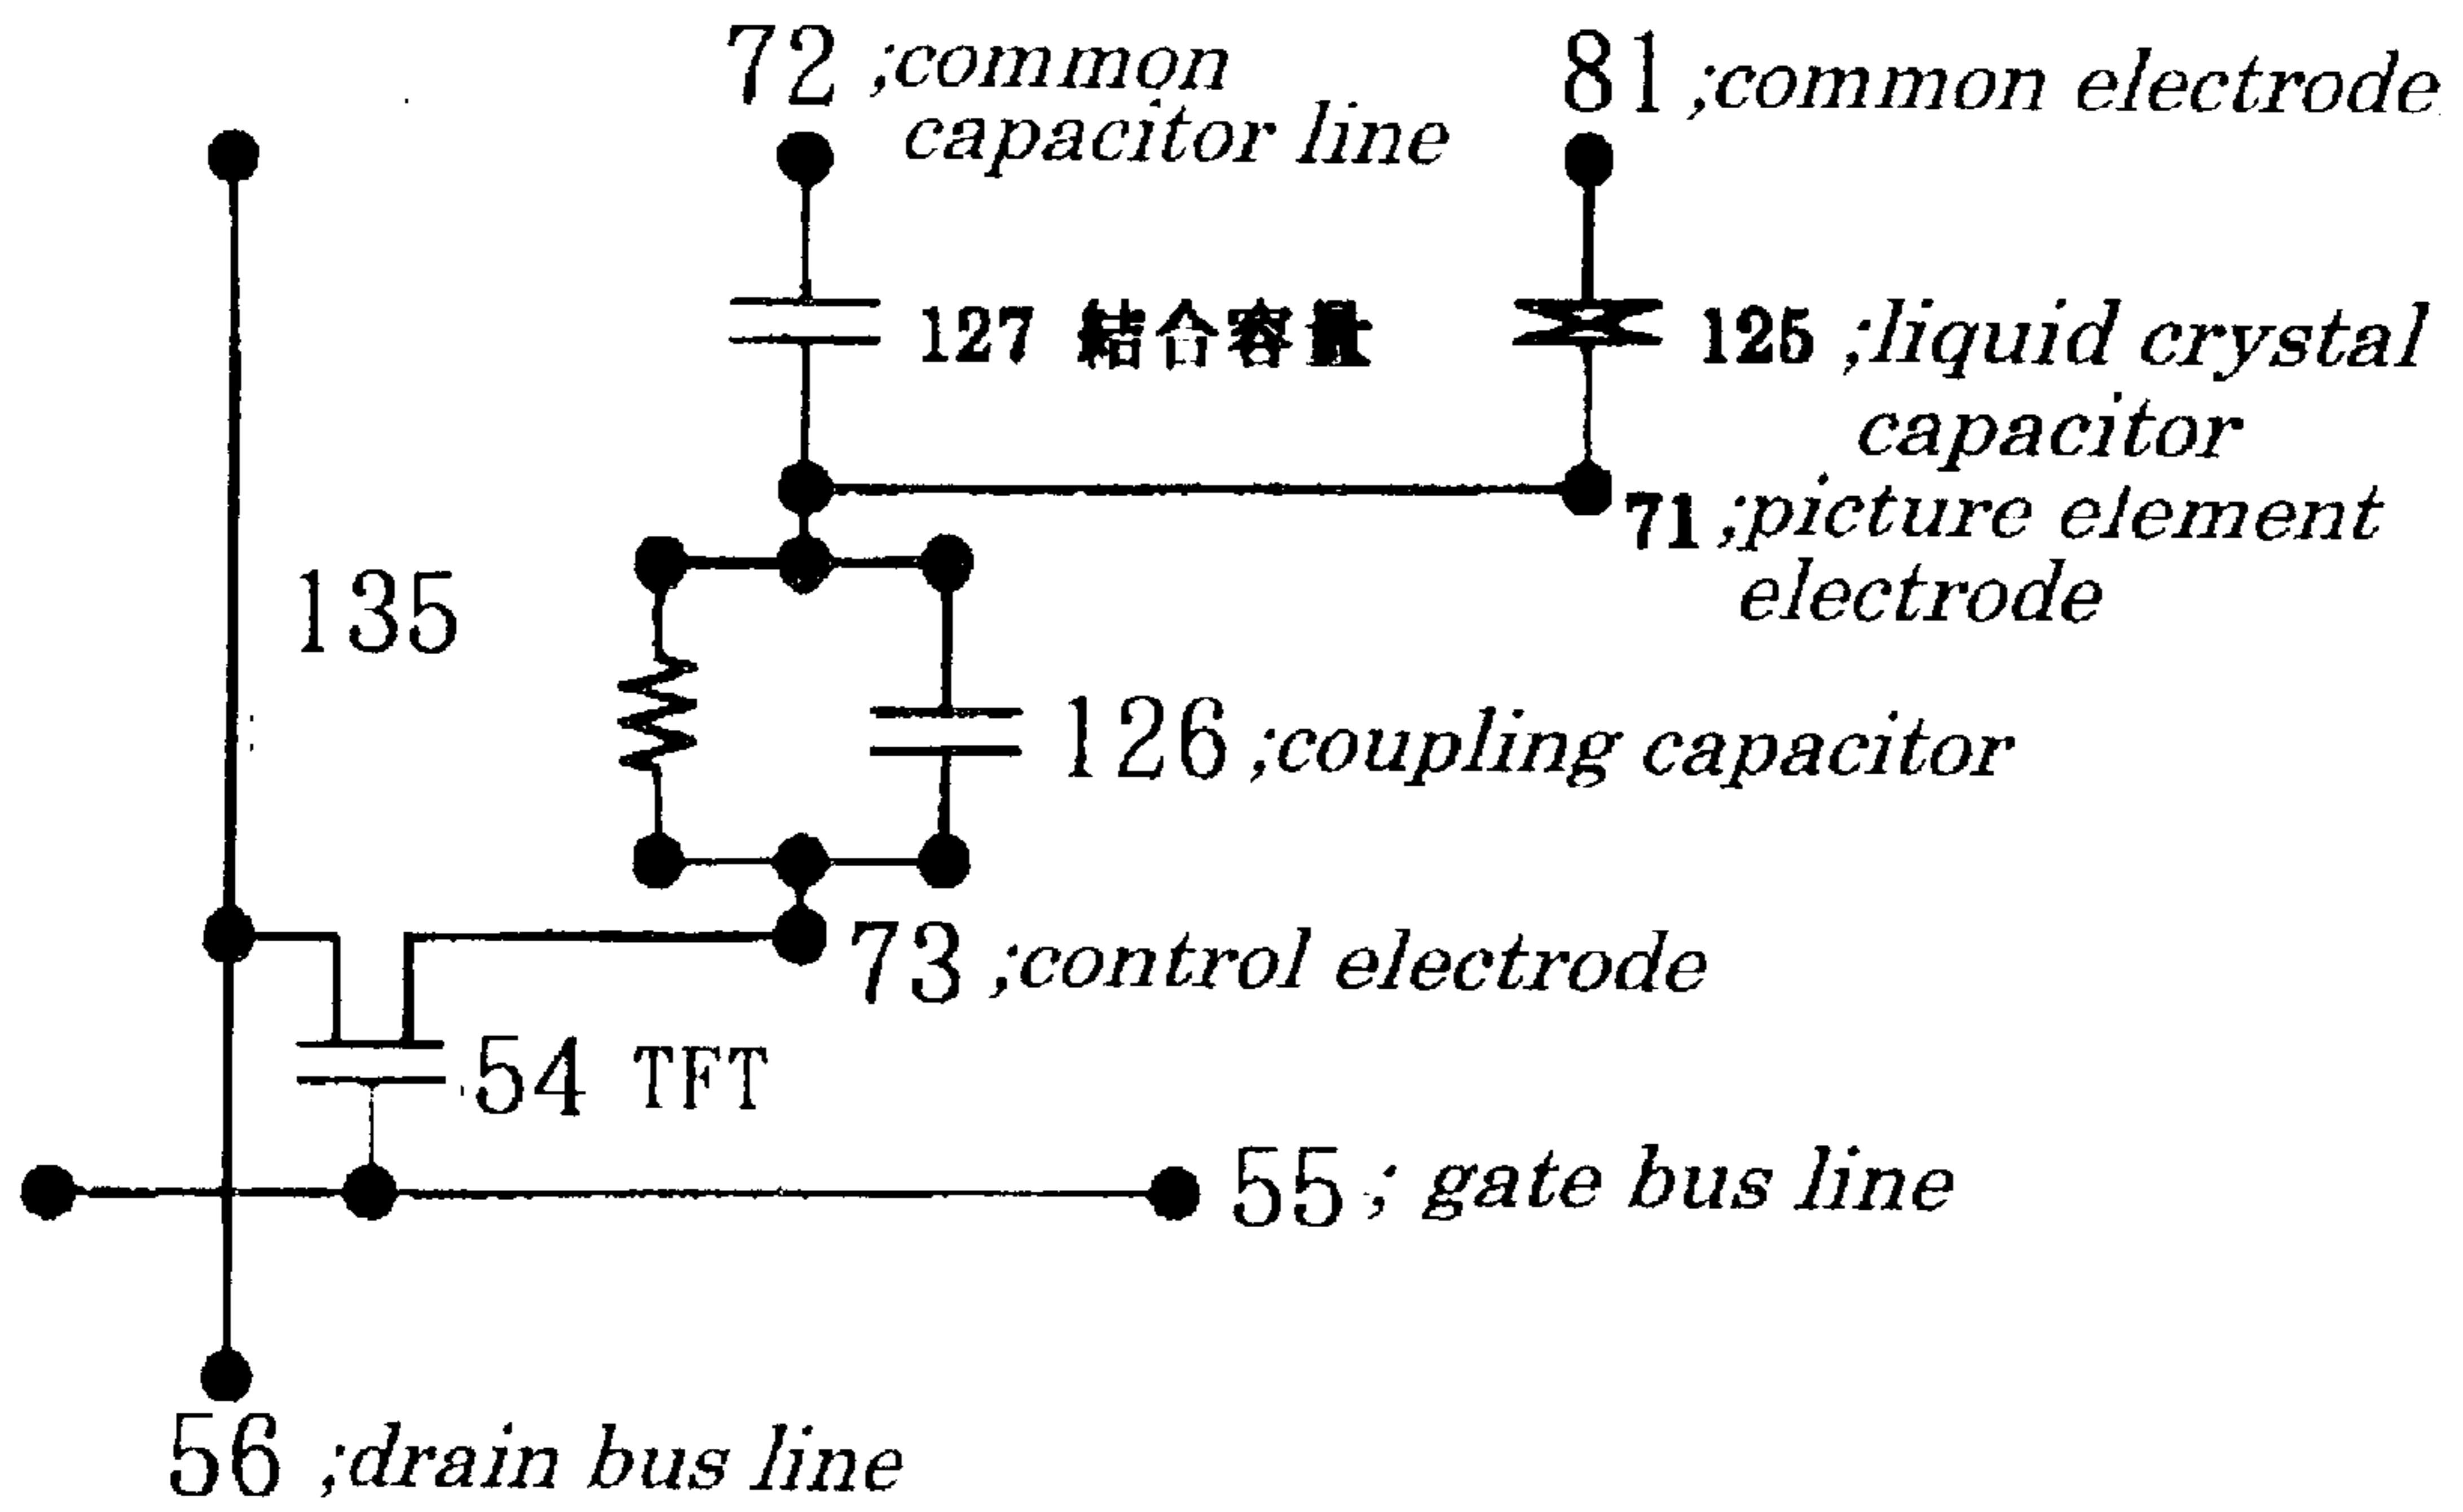 72 ;common
capacitor line
81 ;common electrode
127 結合容量
125 ;liquid crystal
capacitor
71 ;picture element
electrode
135
126 ;coupling capacitor
73 ;control electrode
54 TFT
55 ; gate bus line
56 ;drain bus line